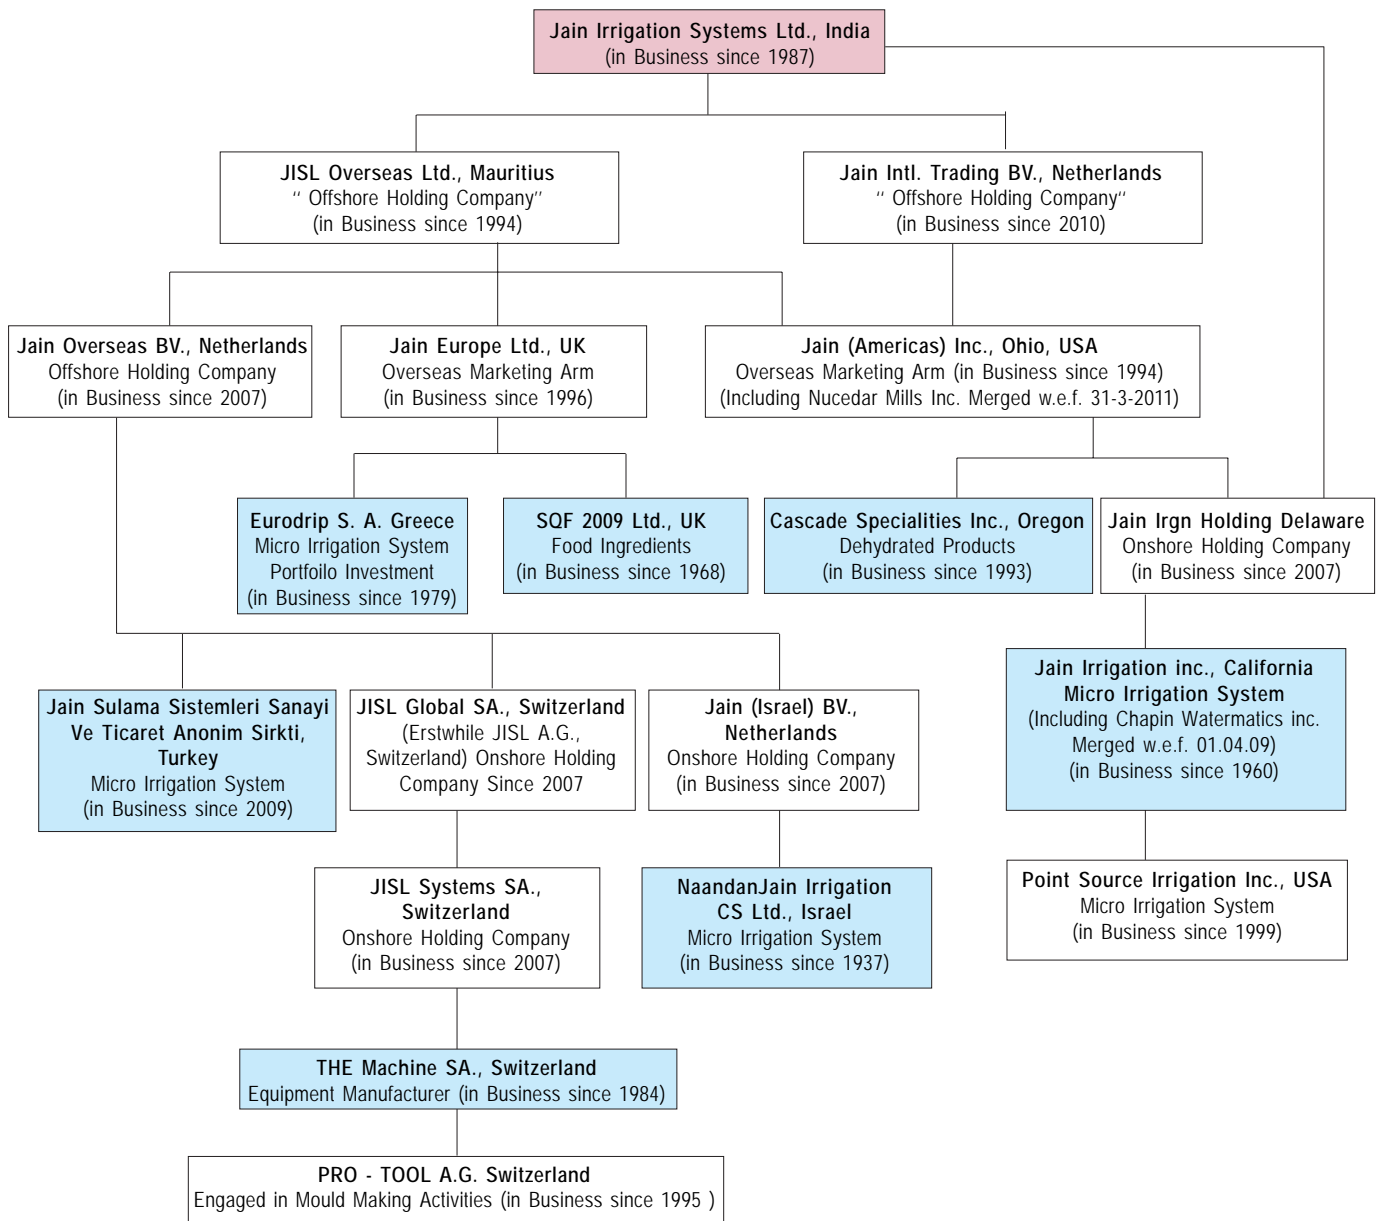 Jain Irrigation Systems Ltd., India
(in Business since 1987)
JISL Overseas Ltd., Mauritius
“ Offshore Holding Company”
(in Business since 1994)
Jain Intl. Trading BV., Netherlands
“ Offshore Holding Company“
(in Business since 2010)
Jain Overseas BV., Netherlands
Offshore Holding Company
(in Business since 2007)
Jain Europe Ltd., UK
Overseas Marketing Arm
(in Business since 1996)
Jain (Americas) Inc., Ohio, USA
Overseas Marketing Arm (in Business since 1994)
(Including Nucedar Mills Inc. Merged w.e.f. 31-3-2011)
Eurodrip S. A. Greece
Micro Irrigation System
Portfoilo Investment
(in Business since 1979)
SQF 2009 Ltd., UK
Food Ingredients
(in Business since 1968)
Cascade Specialities Inc., Oregon
Dehydrated Products
(in Business since 1993)
Jain Irgn Holding Delaware
Onshore Holding Company
(in Business since 2007)
Jain Sulama Sistemleri Sanayi
Ve Ticaret Anonim Sirkti,
Turkey
Micro Irrigation System
(in Business since 2009)
JISL Global SA., Switzerland
(Erstwhile JISL A.G.,
Switzerland) Onshore Holding
Company Since 2007
Jain (Israel) BV.,
Netherlands
Onshore Holding Company
(in Business since 2007)
Jain Irrigation inc., California
Micro Irrigation System
(Including Chapin Watermatics inc.
Merged w.e.f. 01.04.09)
(in Business since 1960)
JISL Systems SA.,
Switzerland
Onshore Holding Company
(in Business since 2007)
NaandanJain Irrigation
CS Ltd., Israel
Micro Irrigation System
(in Business since 1937)
Point Source Irrigation Inc., USA
Micro Irrigation System
(in Business since 1999)
THE Machine SA., Switzerland
Equipment Manufacturer (in Business since 1984)
PRO - TOOL A.G. Switzerland
Engaged in Mould Making Activities (in Business since 1995 )